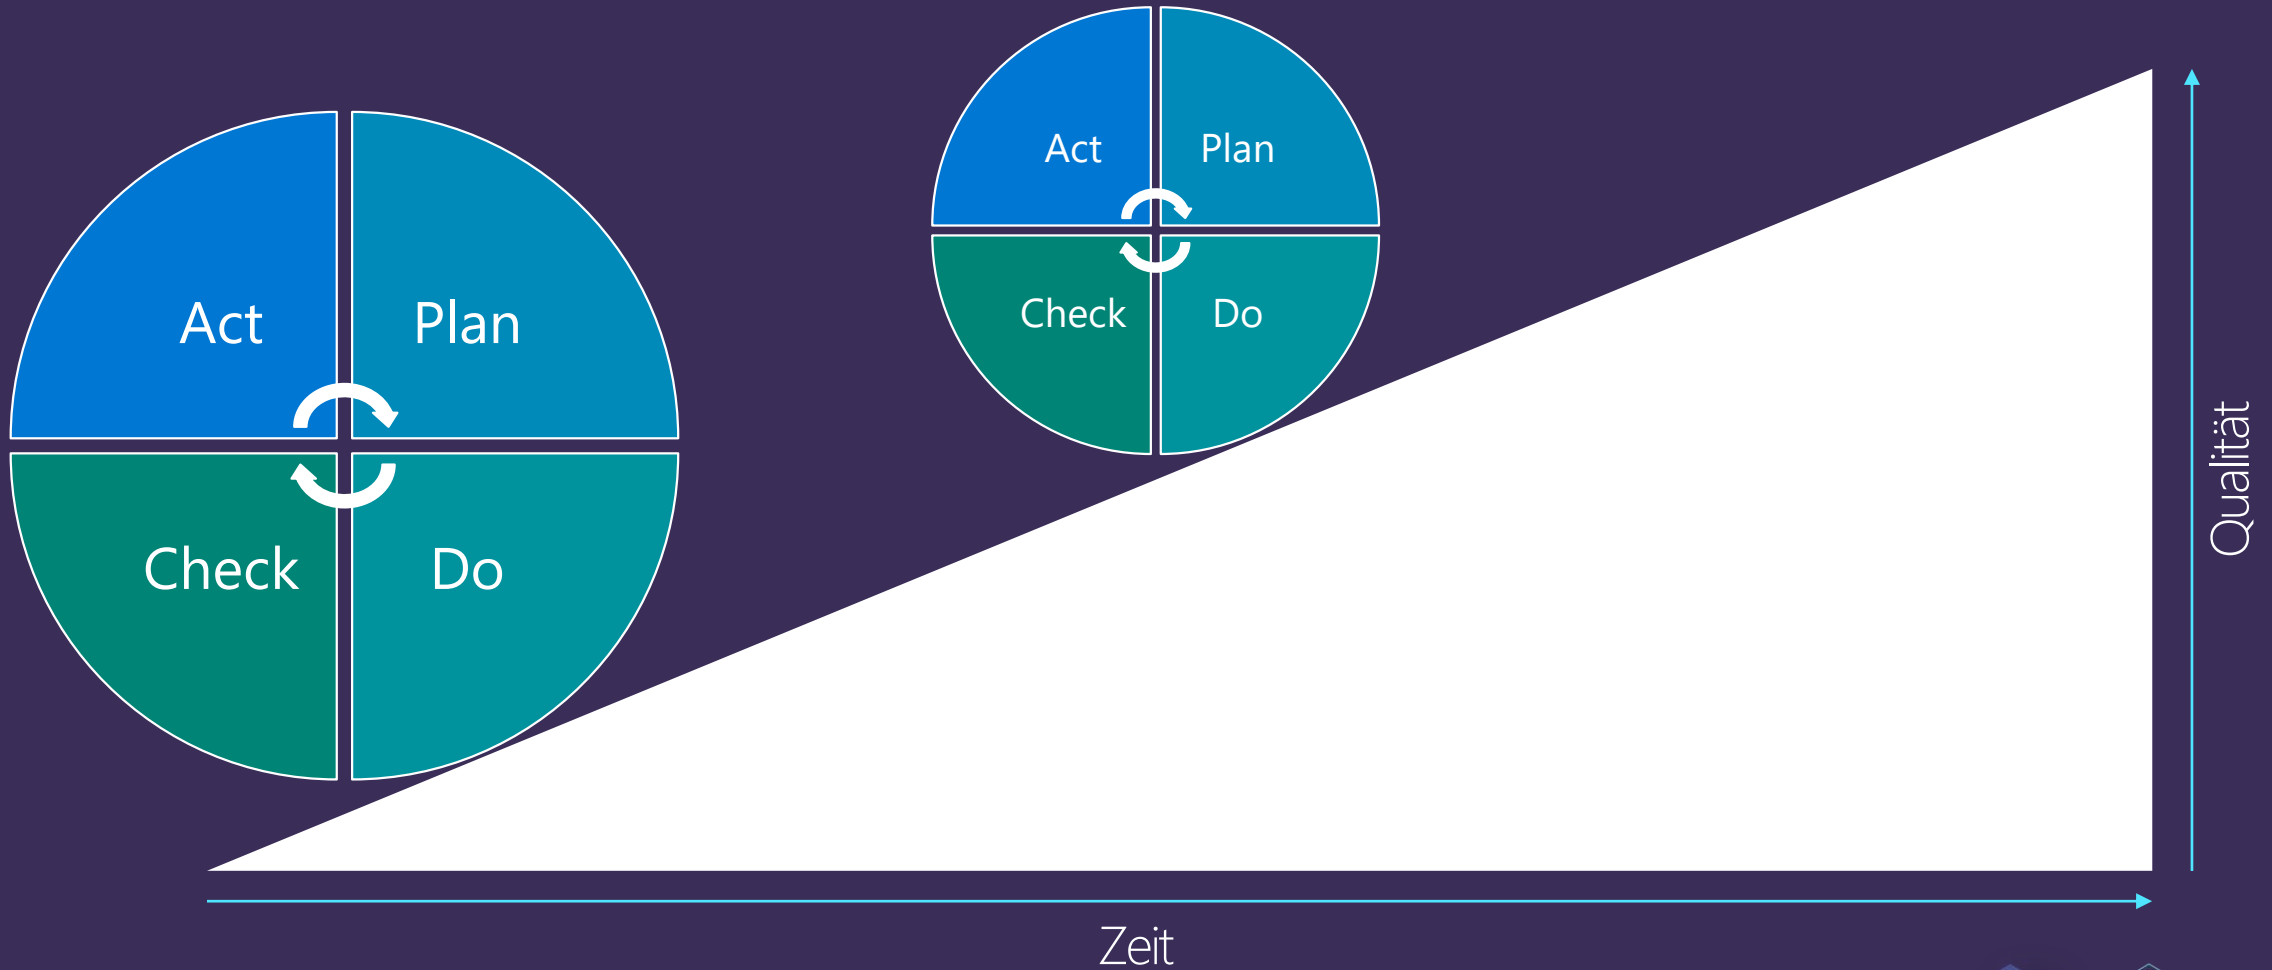 Act
Plan
Check
Do
Act
Plan
Check
Do
Qualität
Zeit